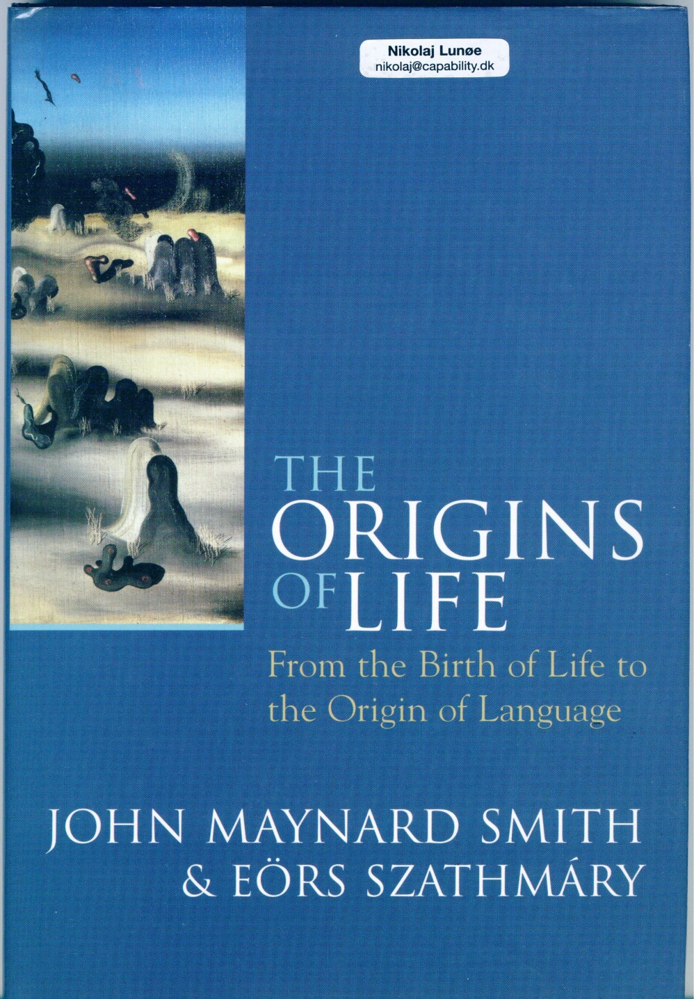 Nikolaj Lunøe
nikolaj@capability.dk
THE
ORIGINS
OF LIFE
From the Birth of Life to
the Origin of Language
JOHN MAYNARD SMITH
& EÖRS SZATHMÁRY